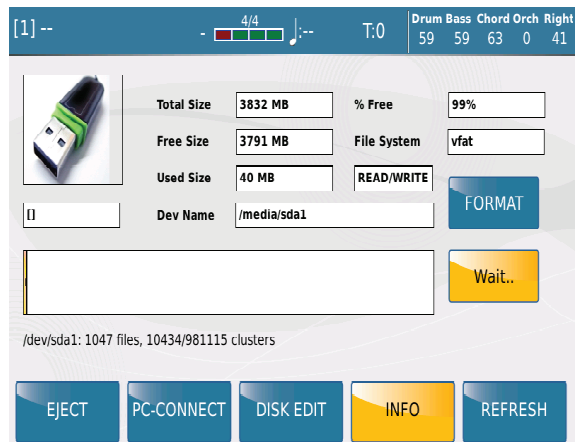 [1] --
- 4/4 ♩:--
T:0
Drum Bass Chord Orch Right
59 59 63 0 41
Total Size 3832 MB % Free 99%
Free Size 3791 MB File System vfat
Used Size 40 MB READ/WRITE
FORMAT
[] Dev Name /media/sda1
Wait..
/dev/sda1: 1047 files, 10434/981115 clusters
EJECT PC-CONNECT DISK EDIT INFO REFRESH